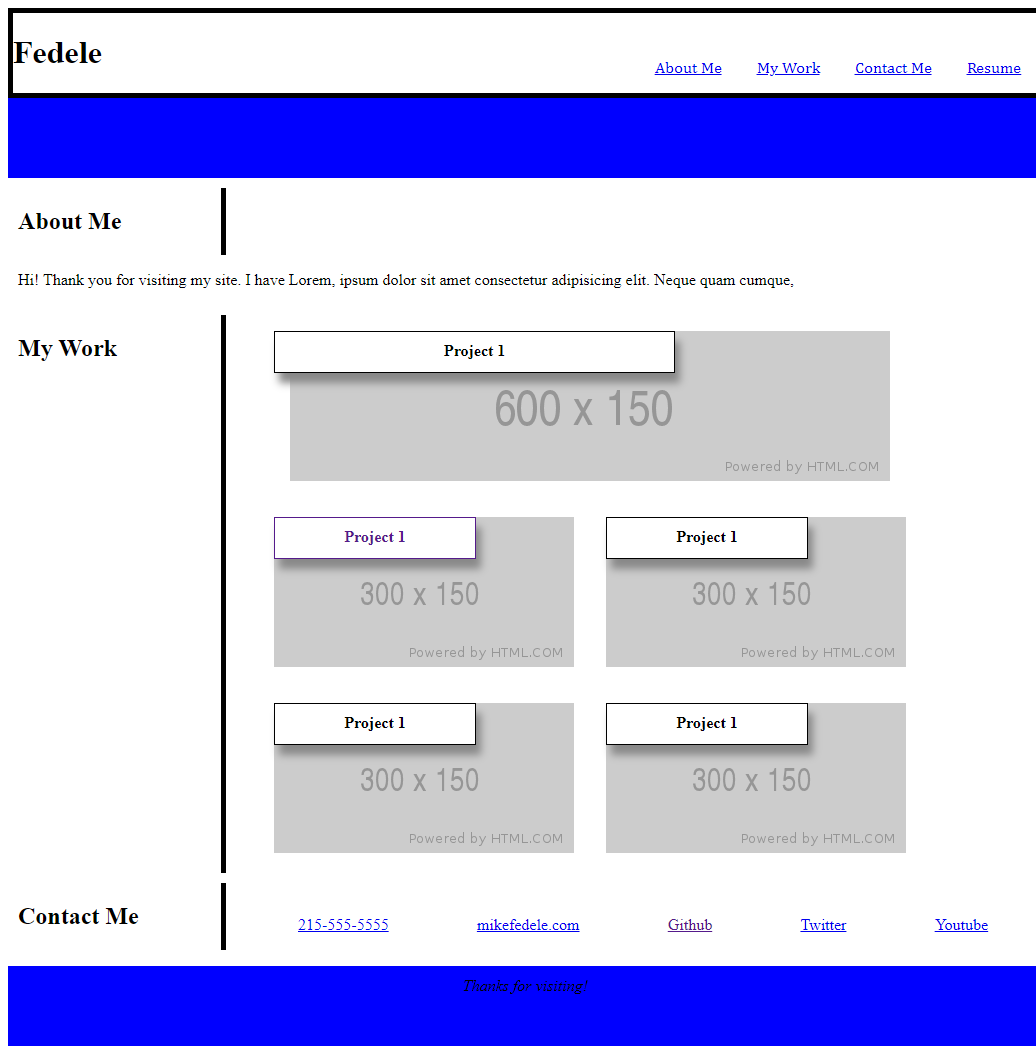 Fedele
About Me My Work Contact Me Resume
About Me
Hi! Thank you for visiting my site. I have Lorem, ipsum dolor sit amet consectetur adipisicing elit. Neque quam cumque,
My Work
Project 1
600 x 150
Powered by HTML.COM
Project 1 Project 1
300 x 150 300 x 150
Powered by HTML.COM Powered by HTML.COM
Project 1 Project 1
300 x 150 300 x 150
Powered by HTML.COM Powered by HTML.COM
Contact Me
215-555-5555 mikefedele.com Github Twitter Youtube
Thanks for visiting!